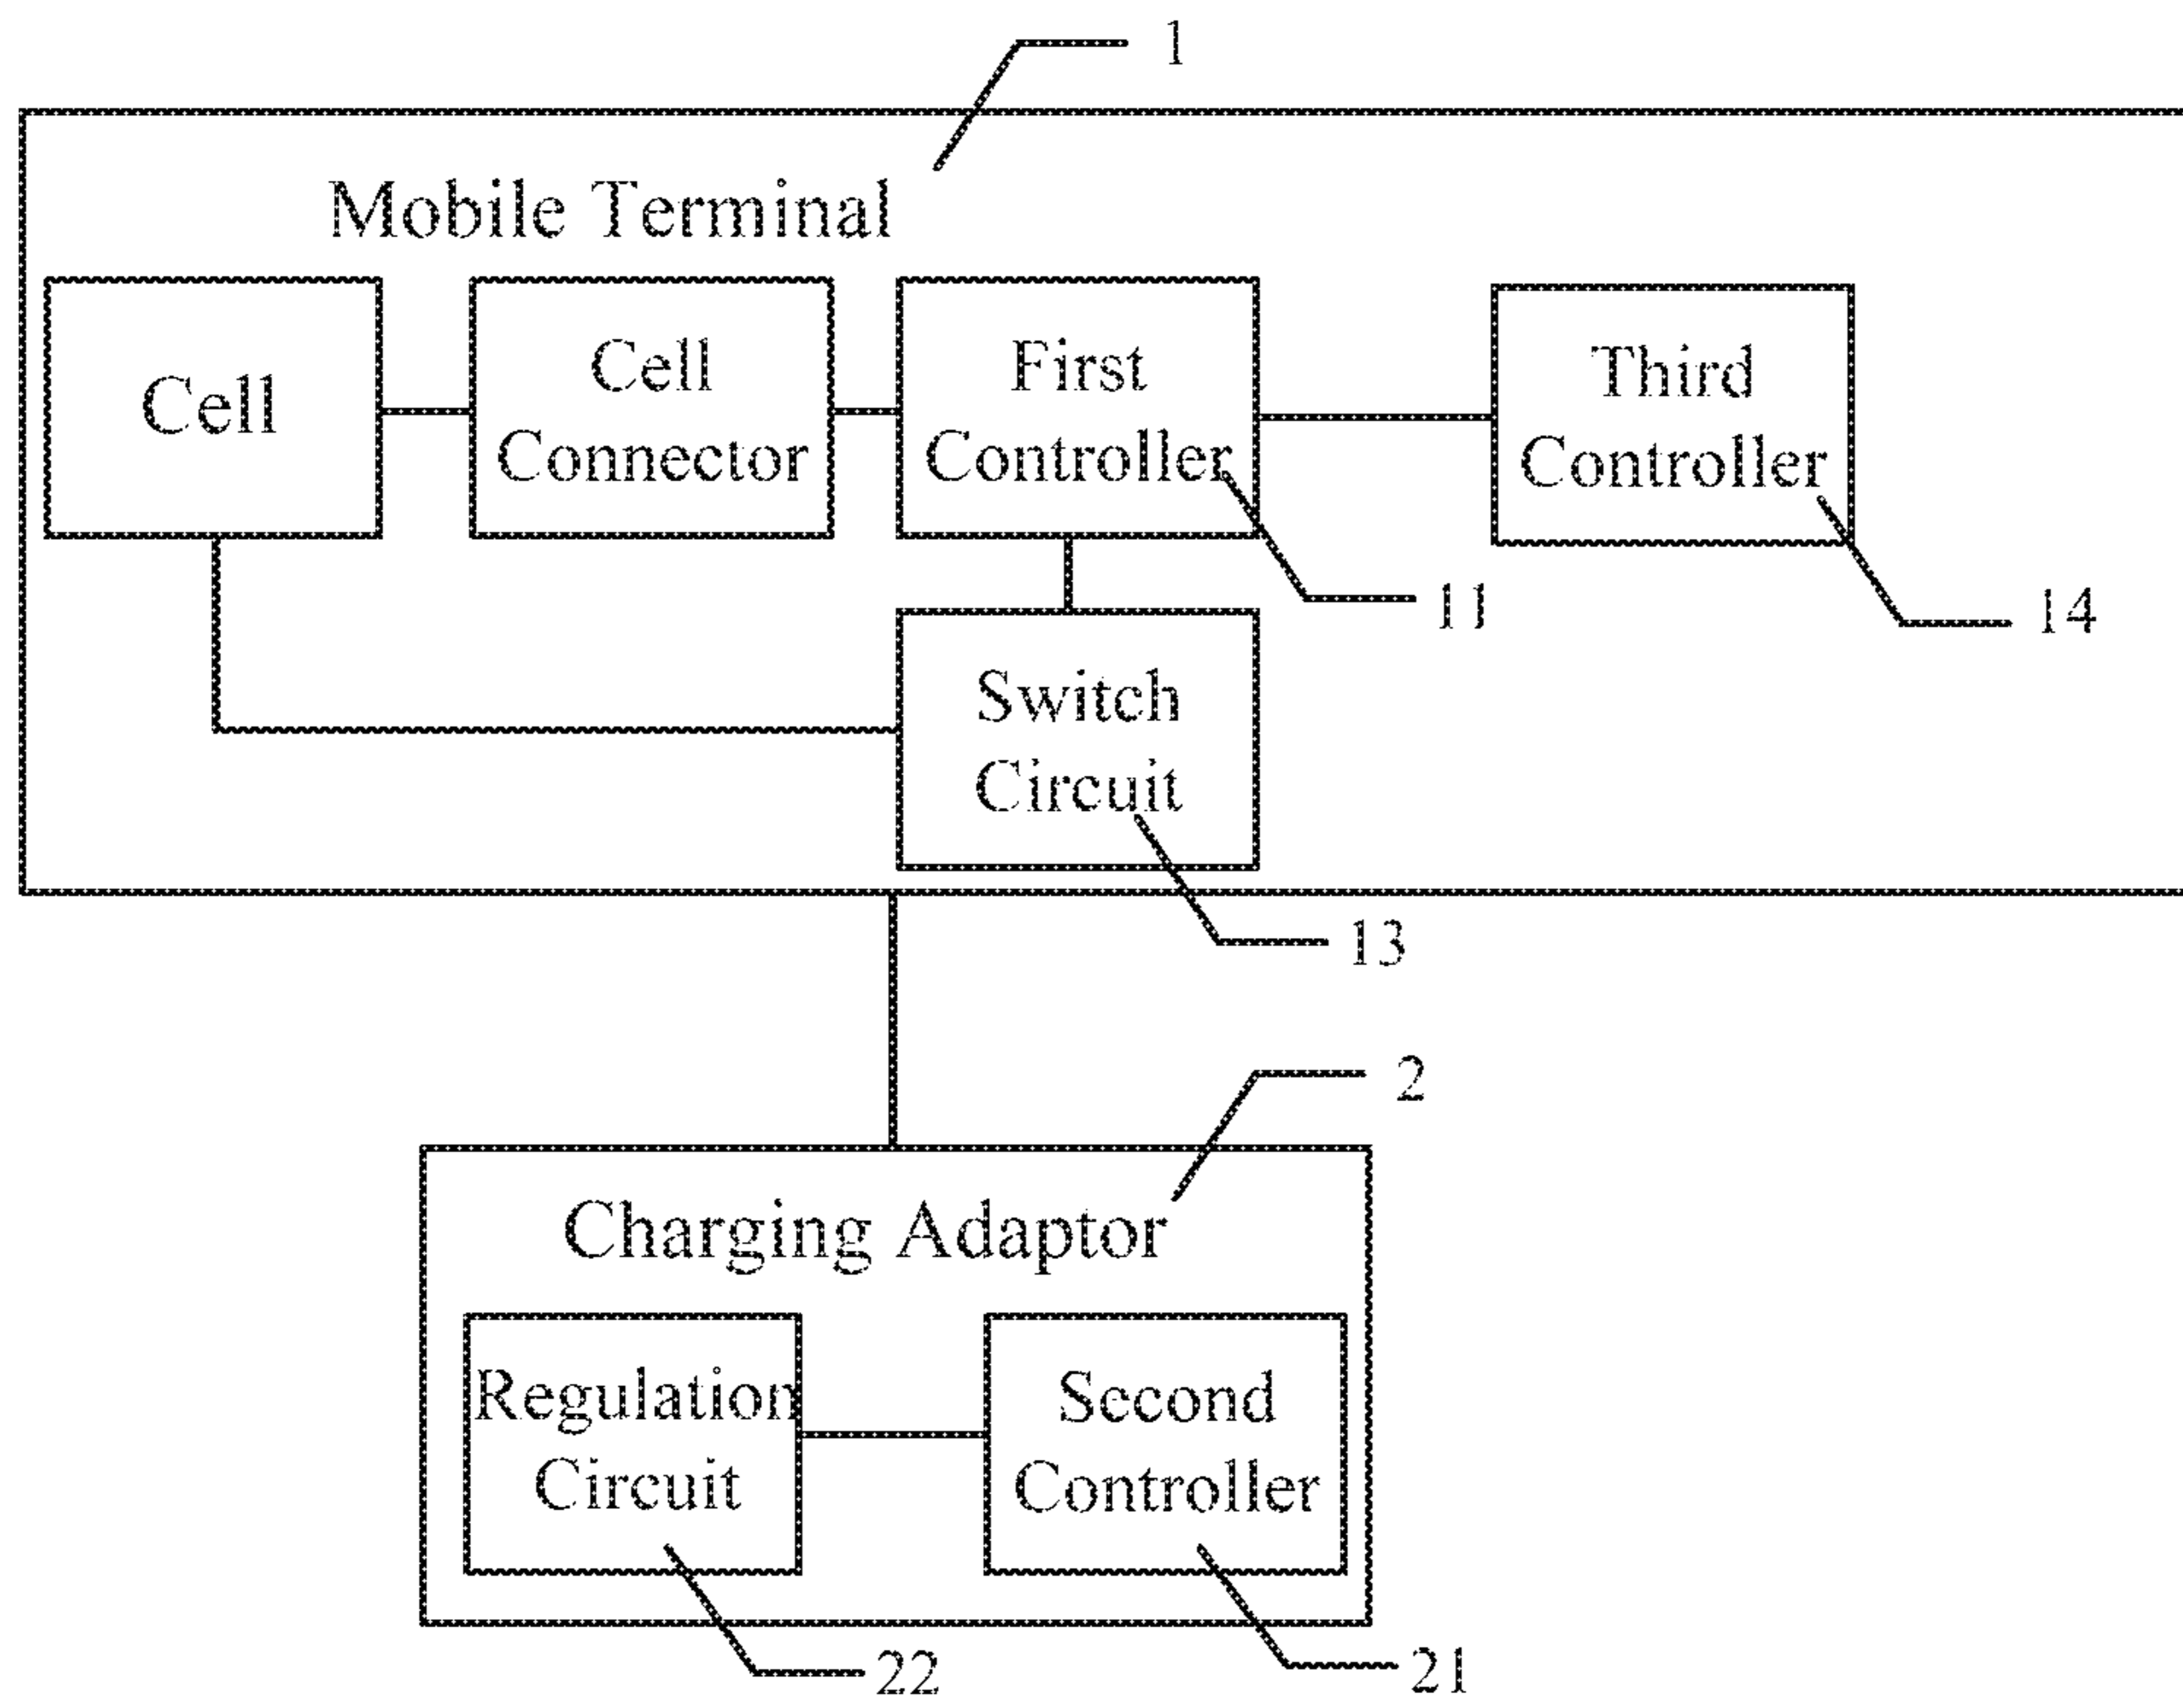 1
Mobile Terminal
Cell
Cell
Connector
First
Controller
Third
Controller
11
14
Switch
Circuit
13
2
Charging Adaptor
Regulation
Circuit
Second
Controller
22
21